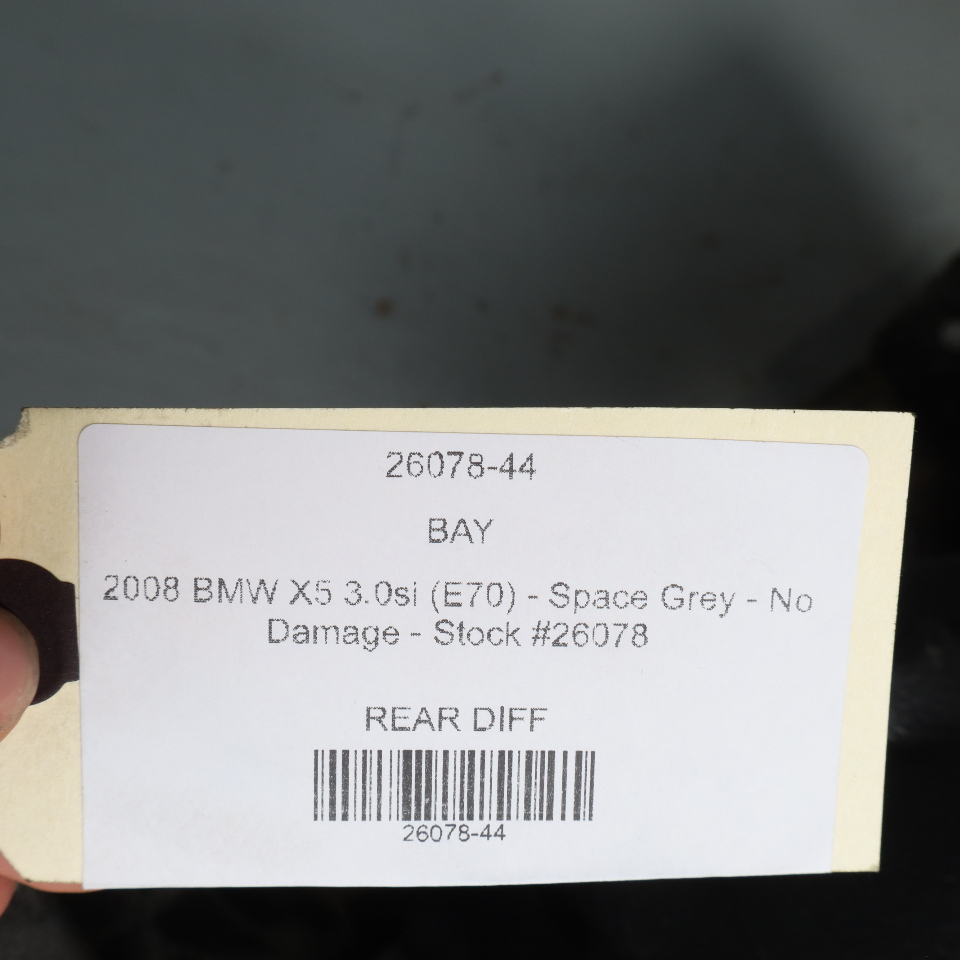 26078-44
BAY
2008 BMW X5 3.0si (E70) - Space Grey - No
Damage - Stock #26078
REAR DIFF
26078-44